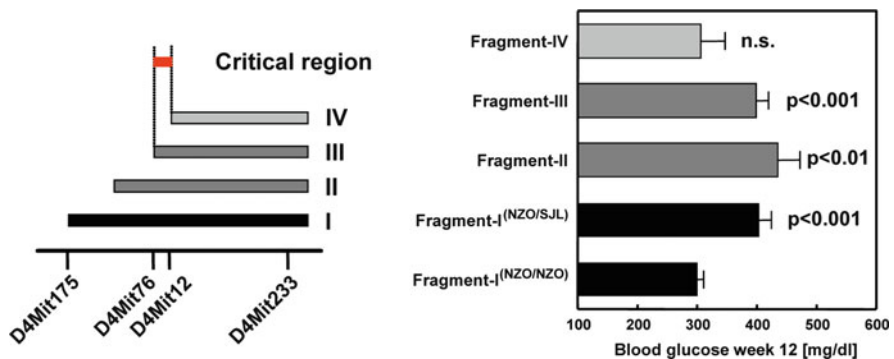 Critical region
IV
III
II
I
D4Mit175
D4Mit76
D4Mit12
D4Mit233
Fragment-IV
n.s.
Fragment-III
p<0.001
Fragment-II
p<0.01
Fragment-I(NZO/SJL)
p<0.001
Fragment-I(NZO/NZO)
100 200 300 400 500 600
Blood glucose week 12 [mg/dl]